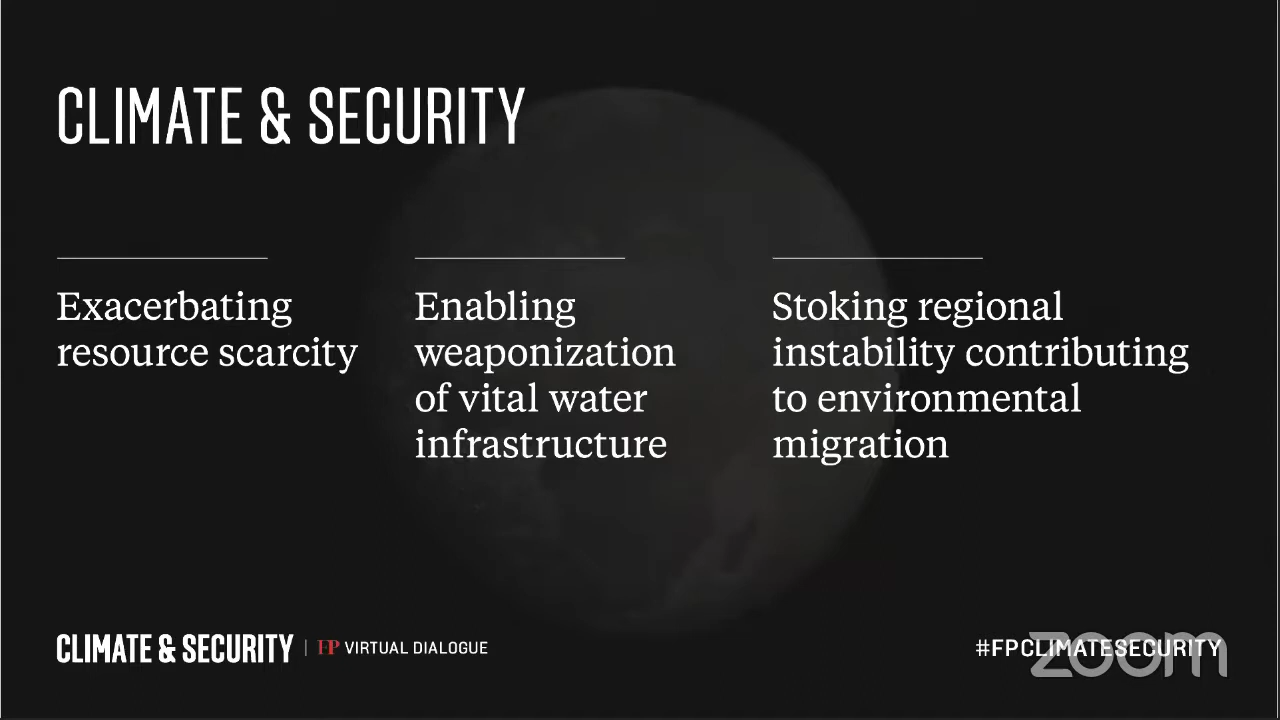 CLIMATE & SECURITY
Exacerbating
resource scarcity
Enabling
weaponization
of vital water
infrastructure
Stoking regional
instability contributing
to environmental
migration
CLIMATE & SECURITY | FP VIRTUAL DIALOGUE
#FPCLIMATESECURITY
zoom